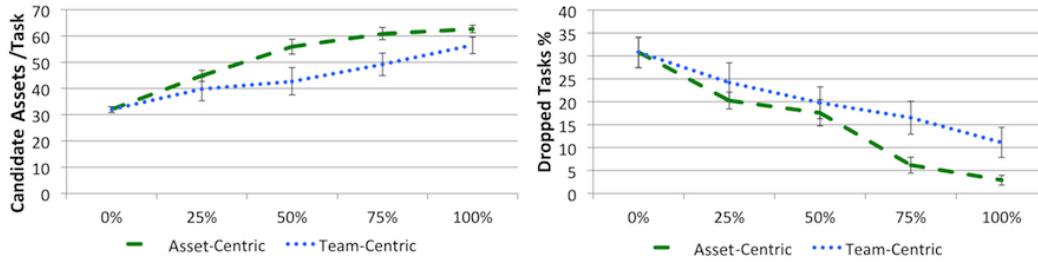 Candidate Assets /Task
70
60
50
40
30
20
10
0
0% 25% 50% 75% 100%
Asset-Centric Team-Centric
Dropped Tasks %
40
35
30
25
20
15
10
5
0
0% 25% 50% 75% 100%
Asset-Centric Team-Centric